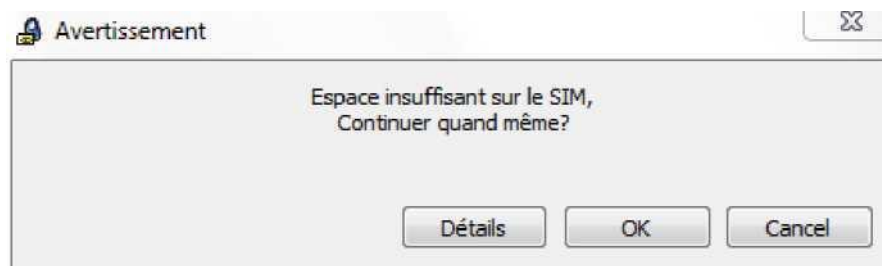 Avertissement
Espace insuffisant sur le SIM,
Continuer quand même?
Détails
OK
Cancel